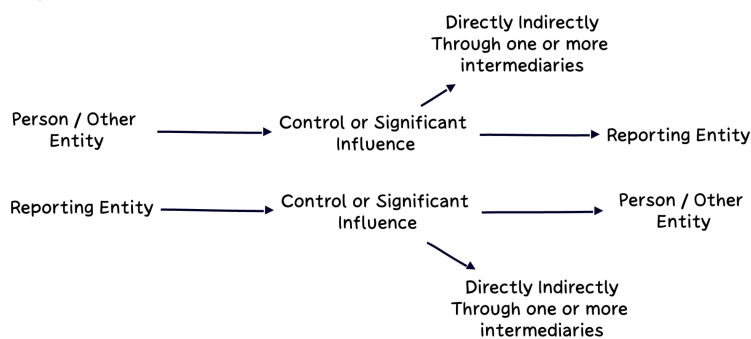 Directly Indirectly
Through one or more
intermediaries
Person / Other
Entity
Control or Significant
Influence
Reporting Entity
Reporting Entity
Control or Significant
Influence
Person / Other
Entity
Directly Indirectly
Through one or more
intermediaries